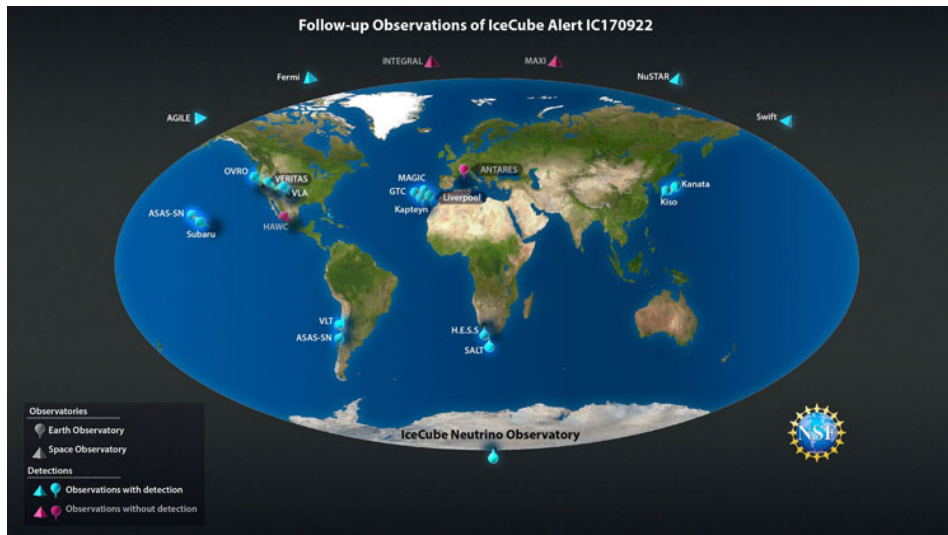 Follow-up Observations of IceCube Alert IC170922
INTEGRAL
MAXI
Fermi
NuSTAR
AGILE
Swift
OVRO
VERITAS
VLA
MAGIC
ANTARES
GTC
Liverpool
Kapteyn
Kanata
Kiso
ASAS-SN
Subaru
HAWC
VLT
ASAS-SN
H.E.S.S
SALT
IceCube Neutrino Observatory
Observatories
Earth Observatory
Space Observatory
Detections
Observations with detection
Observations without detection
NSF